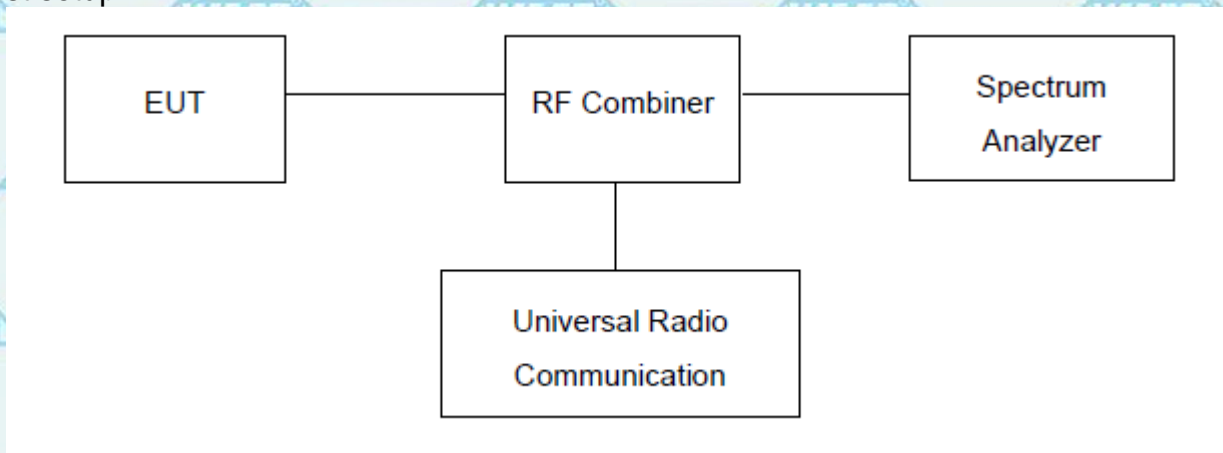 EUT
RF Combiner
Spectrum
Analyzer
Universal Radio
Communication